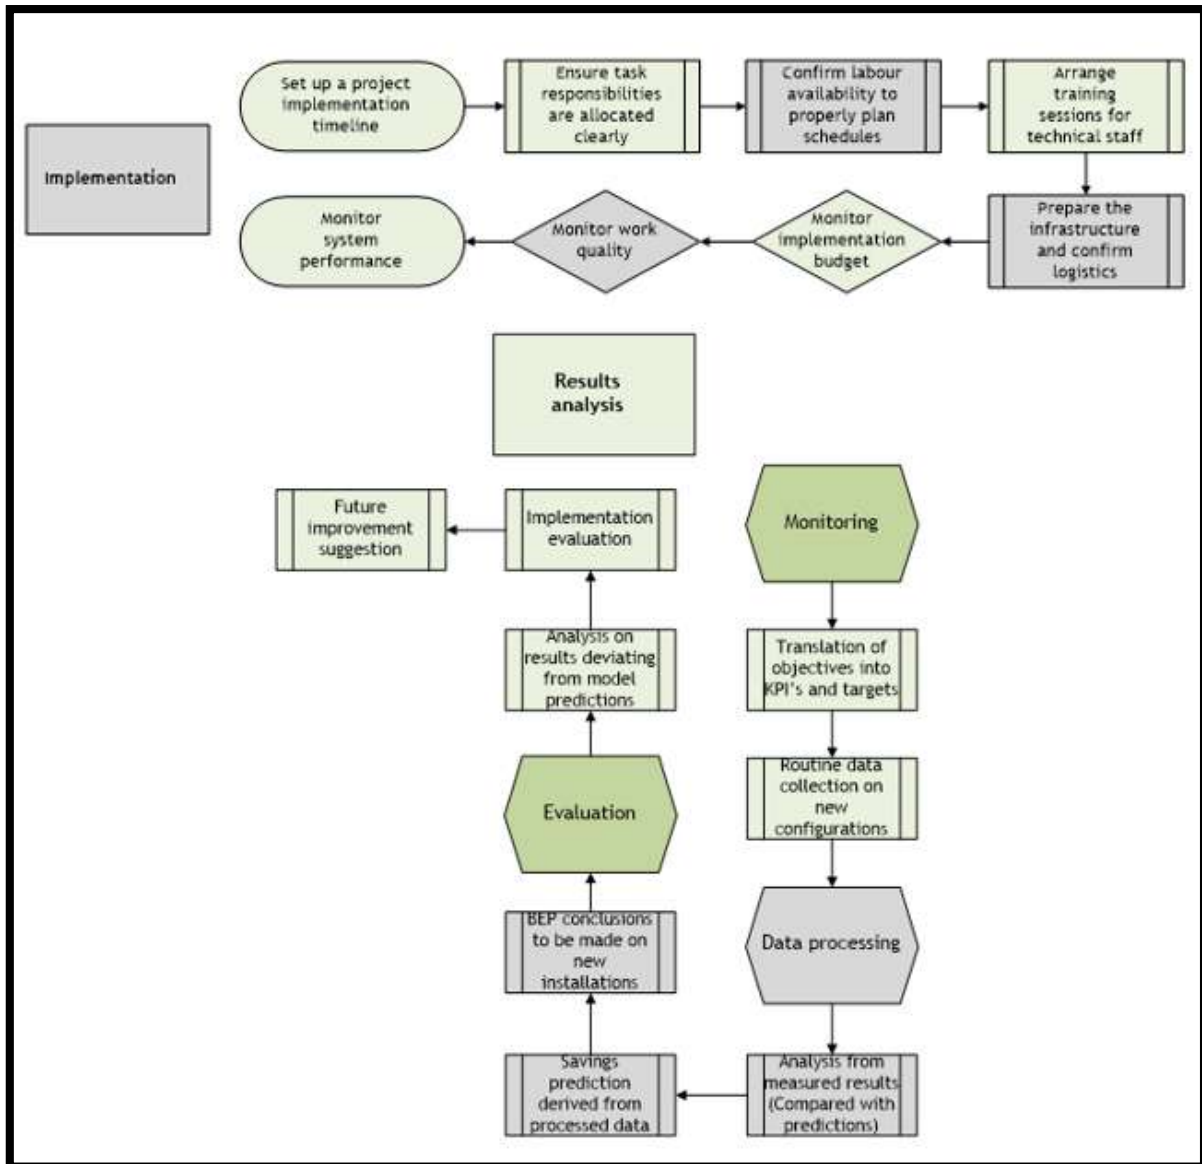 Set up a project
implementation
timeline
Ensure task
responsibilities
are allocated
clearly
Confirm labour
availability to
properly plan
schedules
Arrange
training
sessions for
technical staff
Implementation
Monitor
system
performance
Monitor work
quality
Monitor
implementation
budget
Prepare the
infrastructure
and confirm
logistics
Results
analysis
Future
improvement
suggestion
Implementation
evaluation
Monitoring
Analysis on
results deviating
from model
predictions
Translation of
objectives into
KPI's and targets
Evaluation
Routine data
collection on
new
configurations
BEP conclusions
to be made on
new
installations
Data processing
Savings
prediction
derived from
processed data
Analysis from
measured results
(Compared with
predictions)